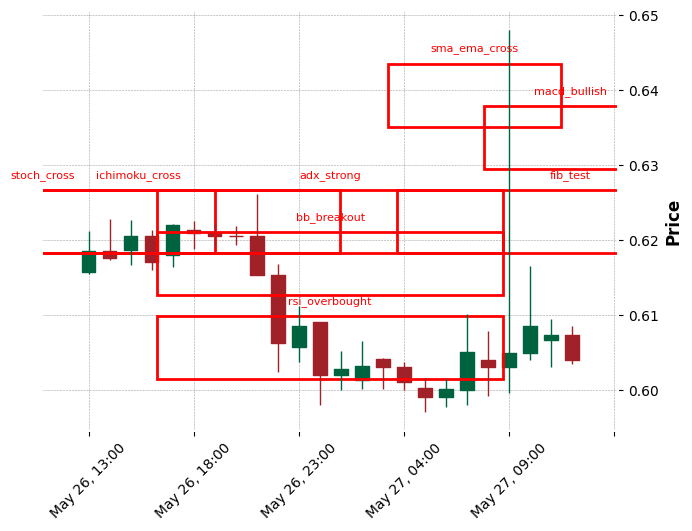 0.65
sma_ema_cross
0.64
macd_bullish
0.63
stoch_cross
ichimoku_cross
adx_strong
fib_test
bb_breakout
0.62
Price
rsi_overbought
0.61
0.60
May 26, 13:00
May 26, 18:00
May 26, 23:00
May 27, 04:00
May 27, 09:00